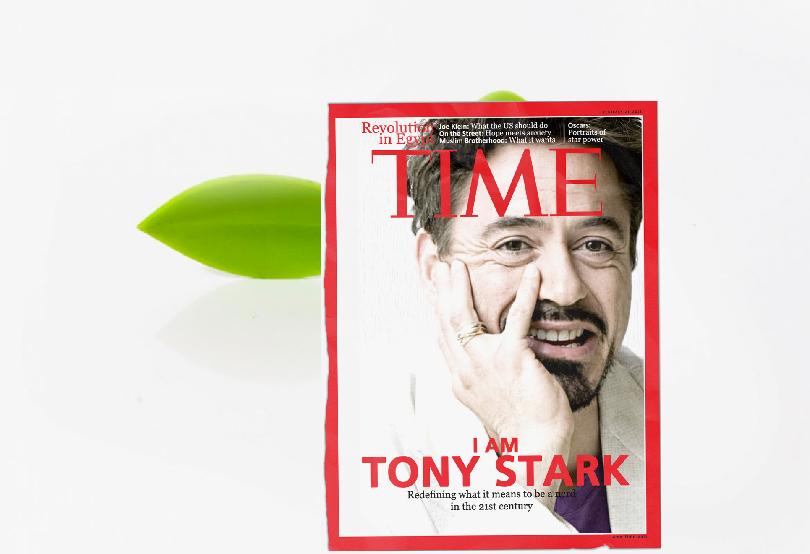 Revolution
in Egypt
Joe Klein: What the US should do
On the Street: Hope meets anxiety
Muslim Brotherhood: What it wants
Oscars:
Portraits of
star power
TIME
I AM
TONY STARK
Redefining what it means to be a
in the 21st century